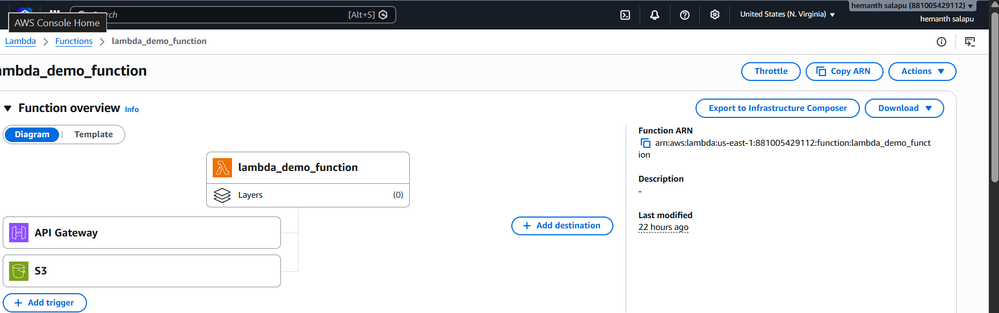 hemanth salapu (881005429112)
rch
[Alt+S]
United States (N. Virginia)
hemanth salapu
AWS Console Home
Lambda
Functions
lambda_demo_function
ambda_demo_function
Throttle
Copy ARN
Actions
Function overview Info
Export to Infrastructure Composer
Download
Diagram
Template
lambda_demo_function
Layers
(0)
API Gateway
S3
+ Add trigger
+ Add destination
Function ARN
arn:aws:lambda:us-east-1:881005429112:function:lambda_demo_funct
ion
Description
-
Last modified
22 hours ago